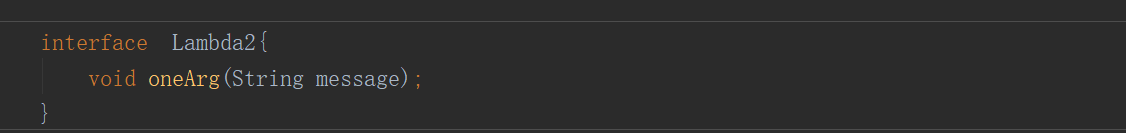 interface  Lambda2{
    void oneArg(String message);
}